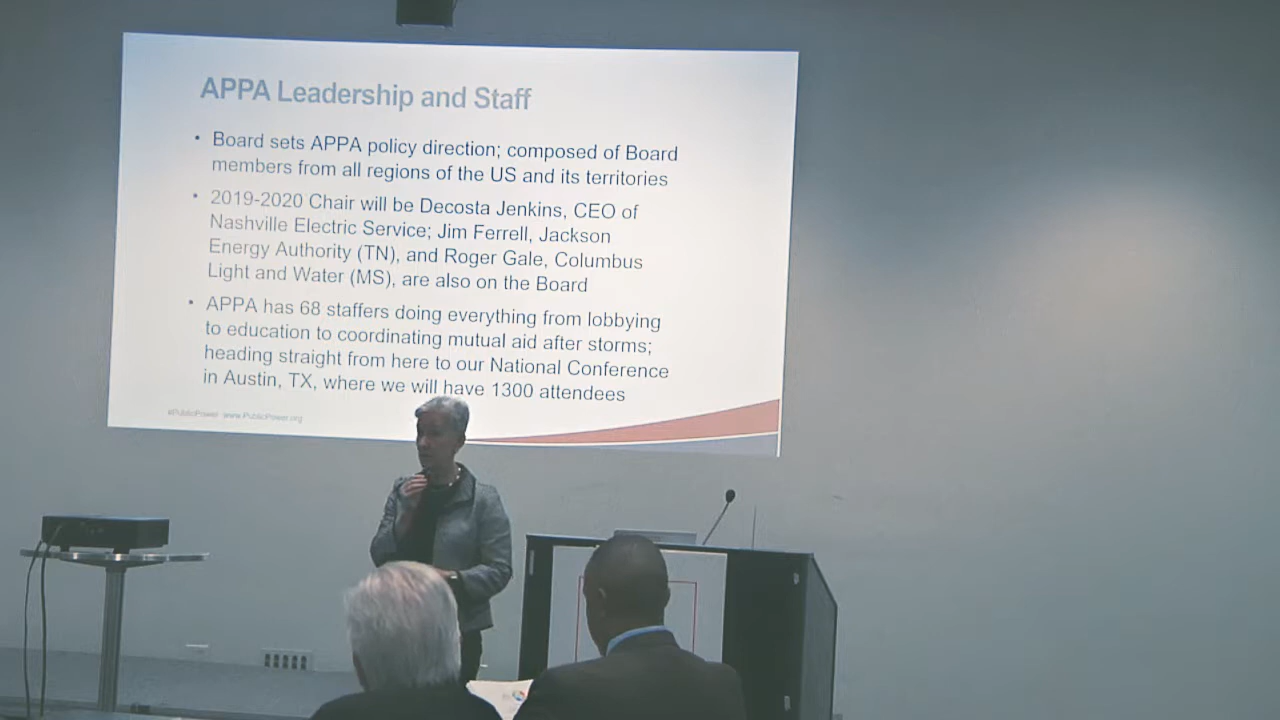 APPA Leadership and Staff
• Board sets APPA policy direction; composed of Board
members from all regions of the US and its territories
• 2019-2020 Chair will be Decosta Jenkins, CEO of
Nashville Electric Service; Jim Ferrell, Jackson
Energy Authority (TN), and Roger Gale, Columbus
Light and Water (MS), are also on the Board
• APPA has 68 staffers doing everything from lobbying
to education to coordinating mutual aid after storms;
heading straight from here to our National Conference
in Austin, TX, where we will have 1300 attendees
#PublicPower www.PublicPower.org